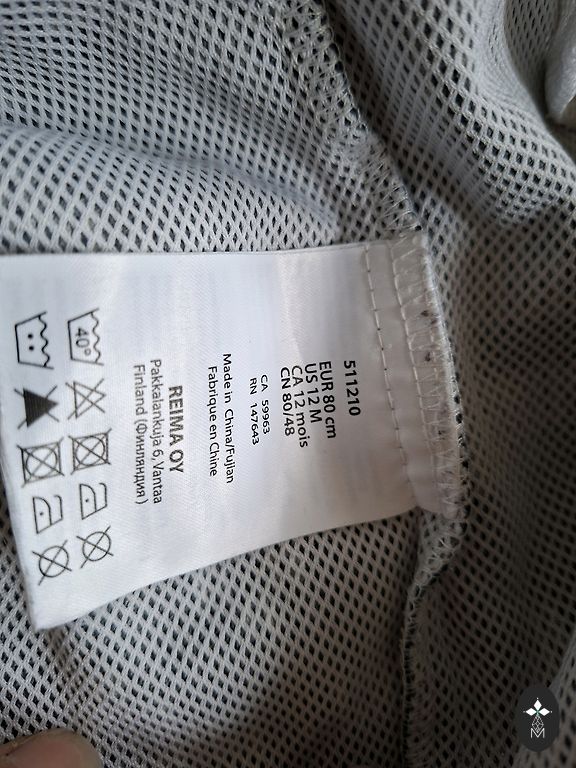 511210
EUR 80 cm
US 12 M
CA 12 mois
CN 80/48
CA 59963
RN 147643
Made in China/Fujian
Fabrique en Chine
REIMA OY
Pakkalankuja 6, Vantaa
Finland (Финляндия)
40°
M